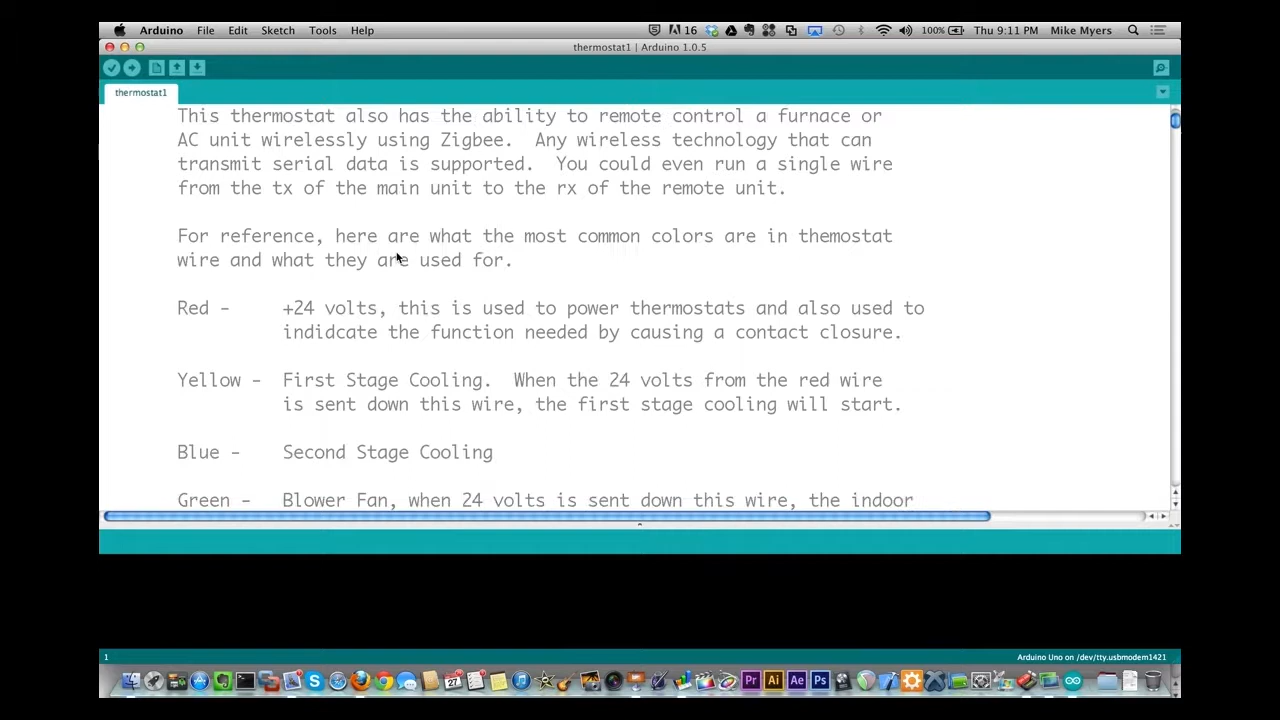 Arduino File Edit Sketch Tools Help 16 100% Thu 9:11 PM Mike Myers
thermostat1 | Arduino 1.0.5
thermostat1
This thermostat also has the ability to remote control a furnace or
AC unit wirelessly using Zigbee. Any wireless technology that can
transmit serial data is supported. You could even run a single wire
from the tx of the main unit to the rx of the remote unit.
For reference, here are what the most common colors are in themostat
wire and what they are used for.
Red - +24 volts, this is used to power thermostats and also used to
indidcate the function needed by causing a contact closure.
Yellow - First Stage Cooling. When the 24 volts from the red wire
is sent down this wire, the first stage cooling will start.
Blue - Second Stage Cooling
Green - Blower Fan, when 24 volts is sent down this wire, the indoor
1 Arduino Uno on /dev/tty.usbmodem1421
27 Pr Ai Ae Ps